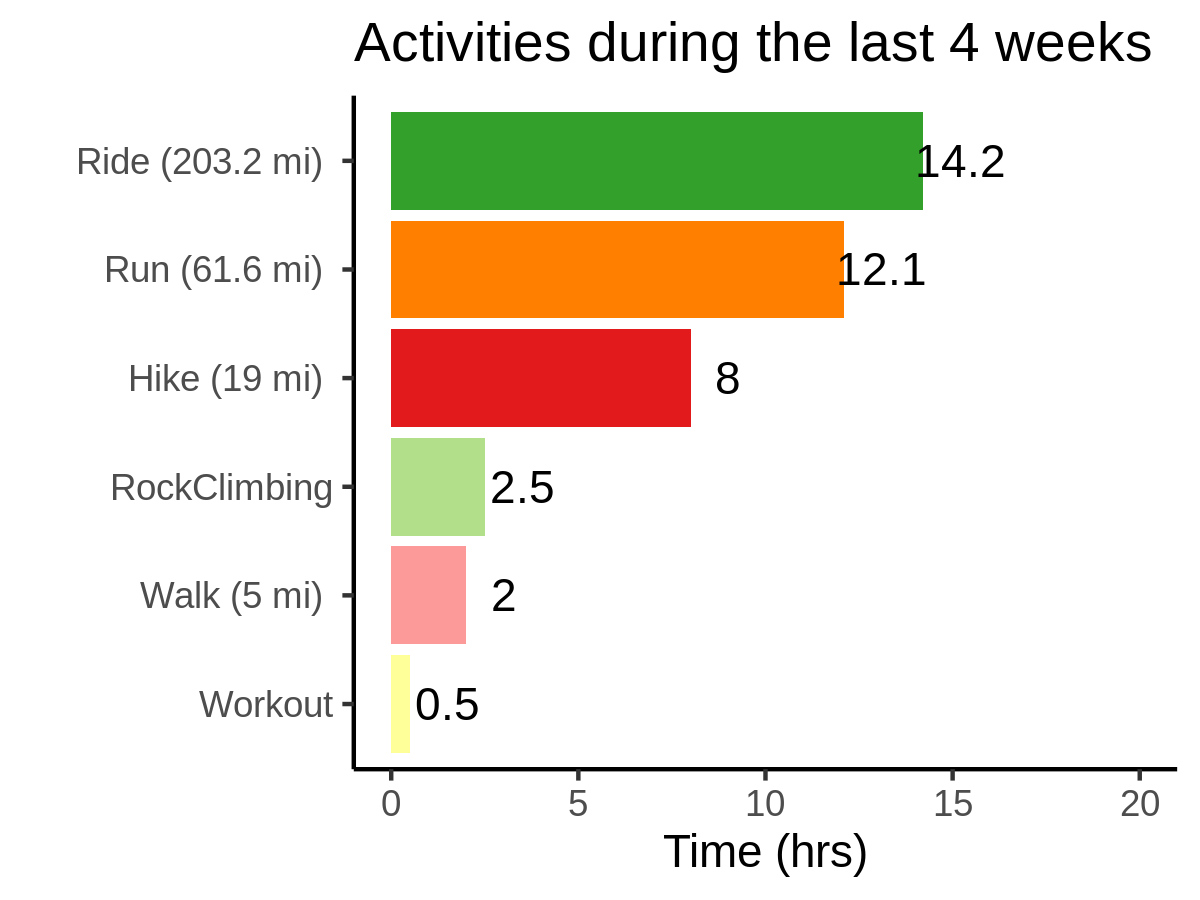 Activities during the last 4 weeks
Ride (203.2 mi)
14.2
Run (61.6 mi)
12.1
Hike (19 mi)
8
RockClimbing
2.5
Walk (5 mi)
2
Workout
0.5
0 5 10 15 20
Time (hrs)